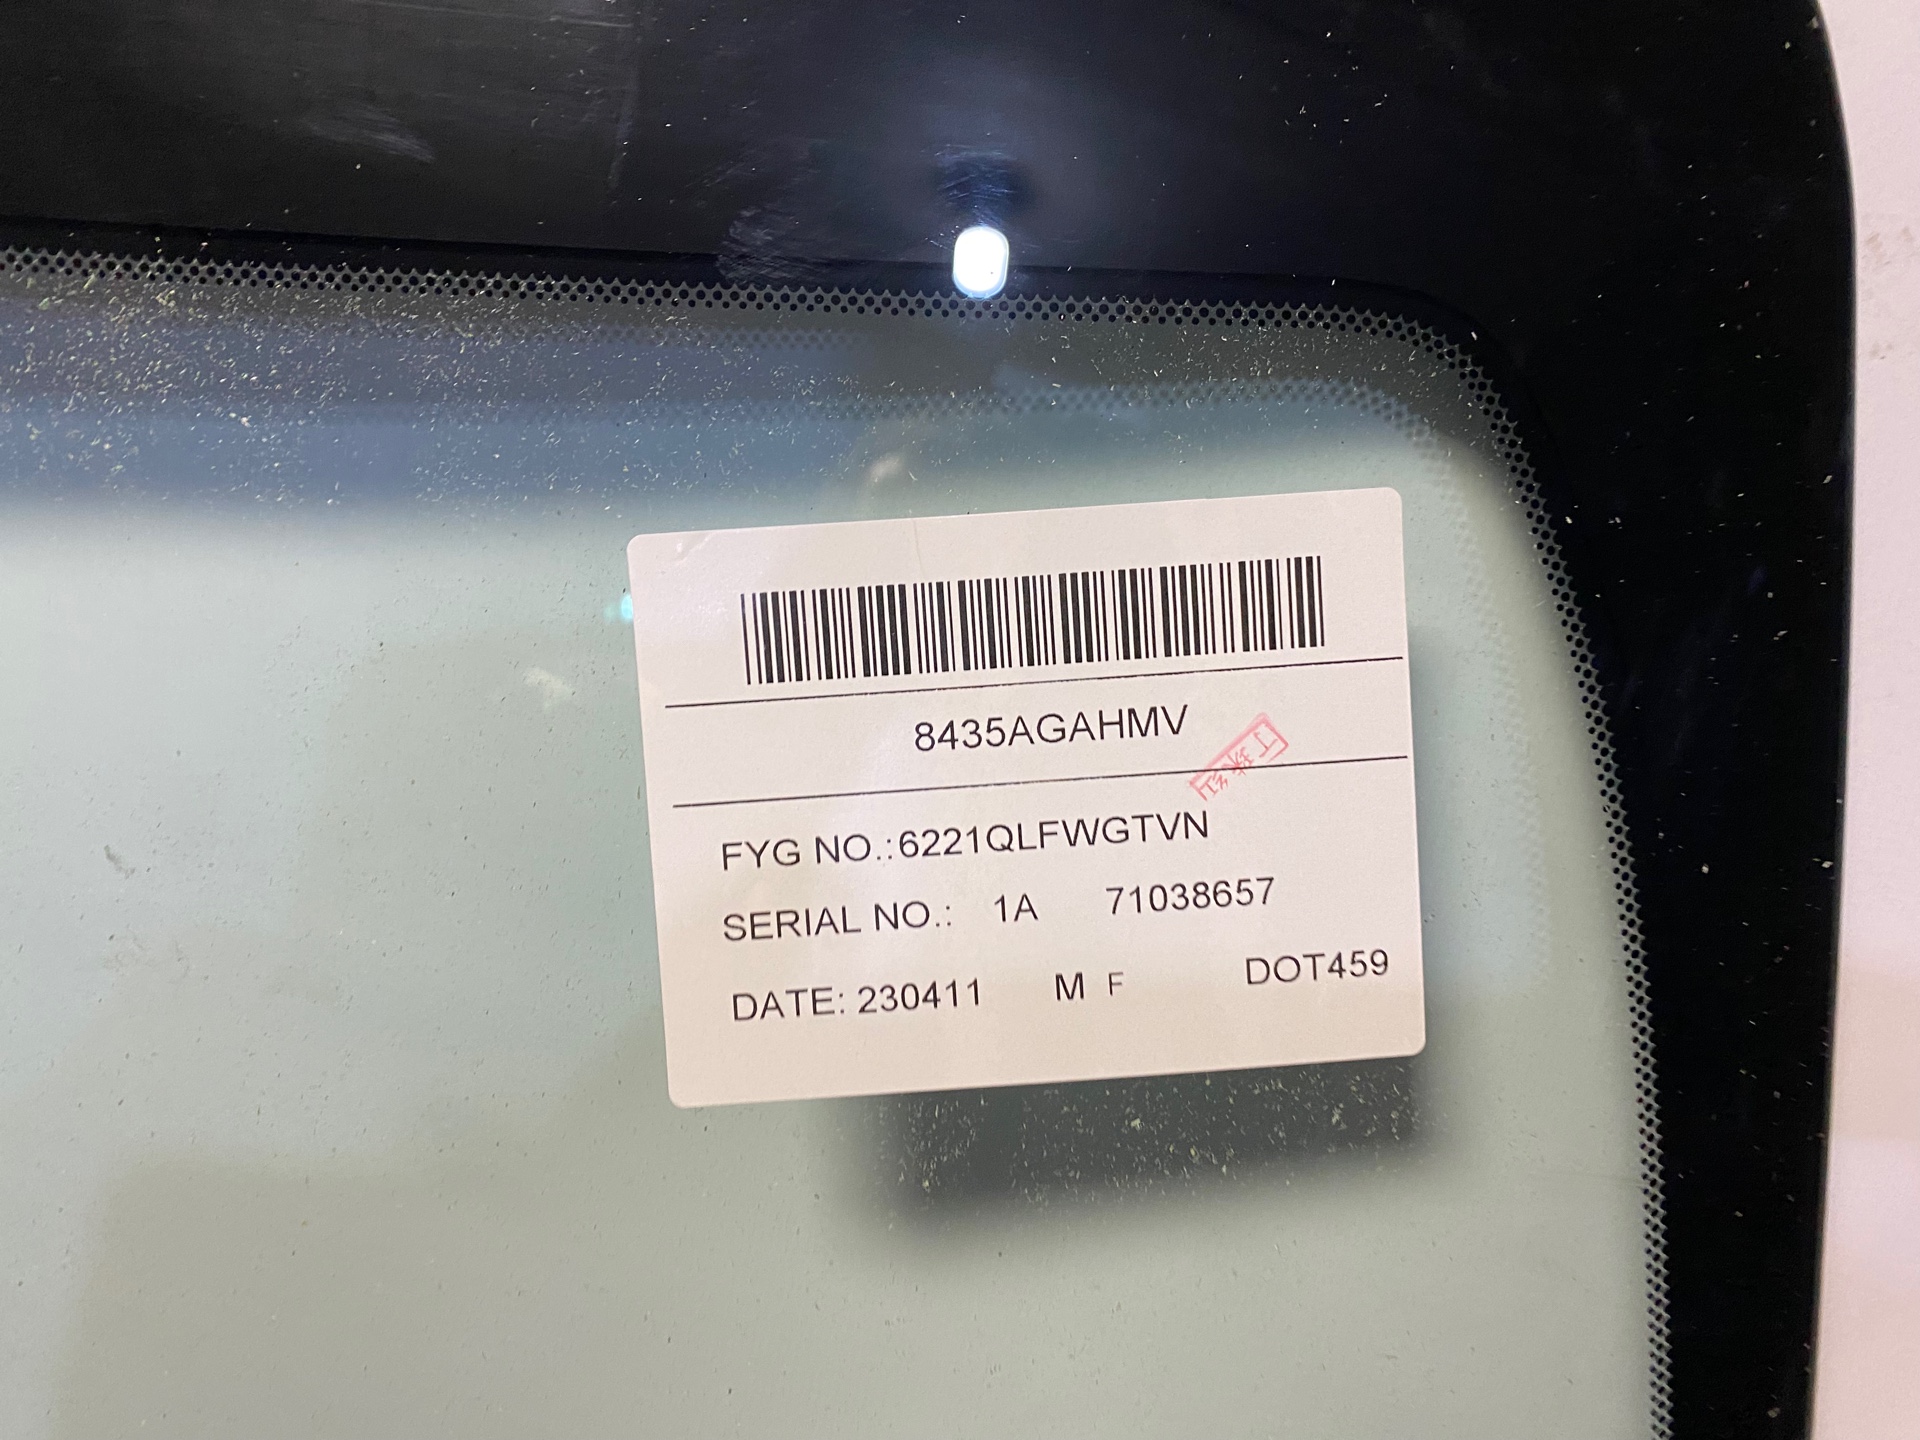 8435AGAHMV
FYG NO.:6221QLFWGTVN
SERIAL NO.: 1A 71038657
DATE: 230411 M F DOT459